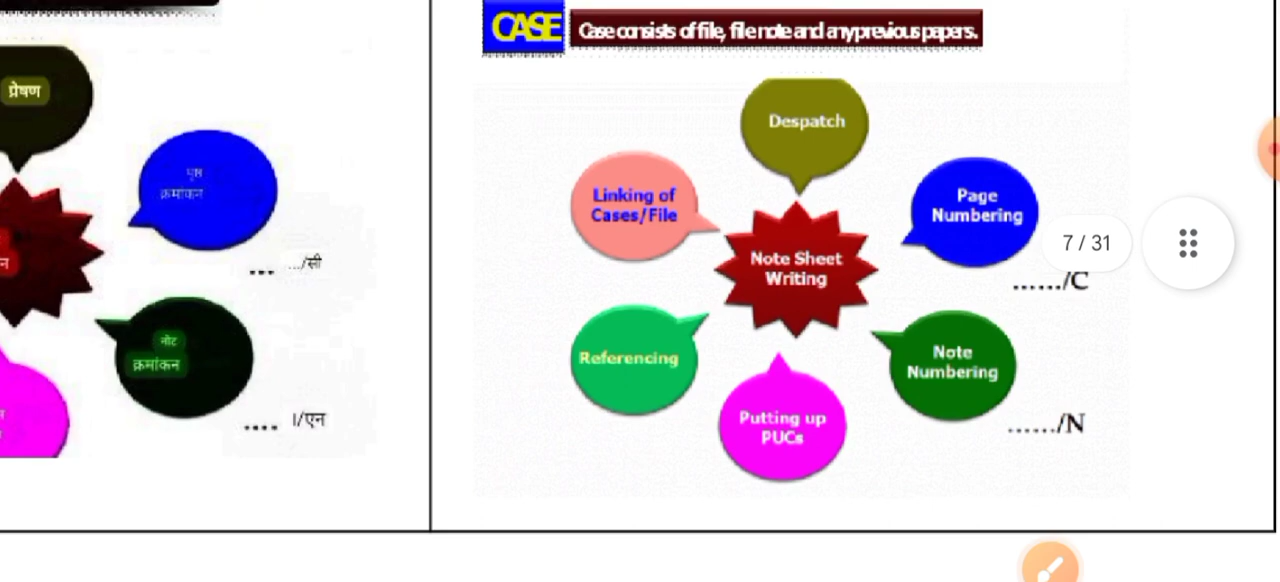 CASE
Case consists of file, file note and any previous papers.
प्रेषण
पृष्ठ
क्रमांकन
... .../सी
नोट
क्रमांकन
.... ।/एन
Despatch
Linking of
Cases/File
Page
Numbering
7 / 31
....../C
Note Sheet
Writing
Referencing
Note
Numbering
....../N
Putting up
PUCs